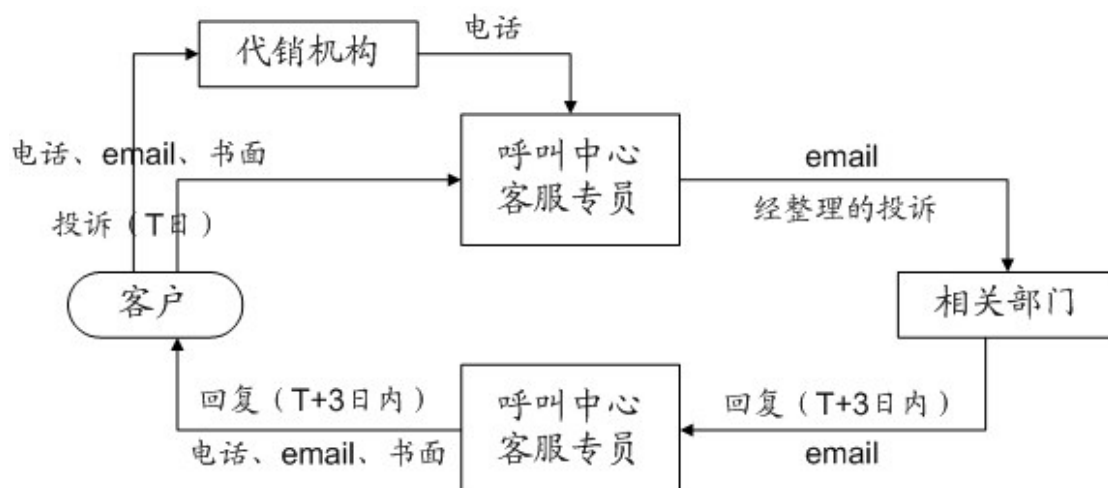 代销机构
电话
电话、email、书面
呼叫中心
客服专员
email
经整理的投诉
投诉（T日）
客户
相关部门
回复（T+3日内）
电话、email、书面
呼叫中心
客服专员
回复（T+3日内）
email